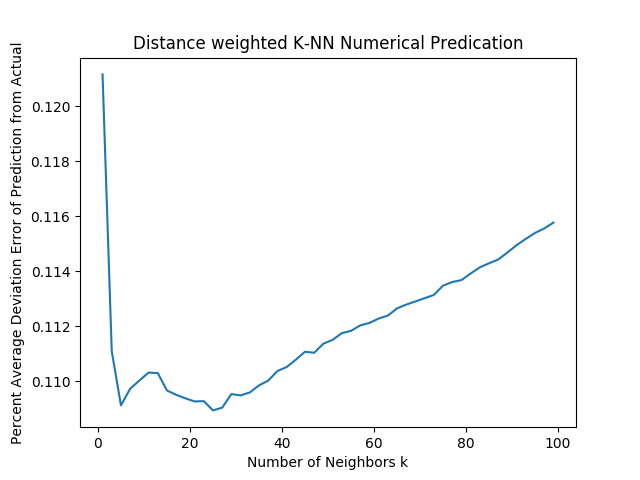 Distance weighted K-NN Numerical Predication
Percent Average Deviation Error of Prediction from Actual
0.120
0.118
0.116
0.114
0.112
0.110
0 20 40 60 80 100
Number of Neighbors k